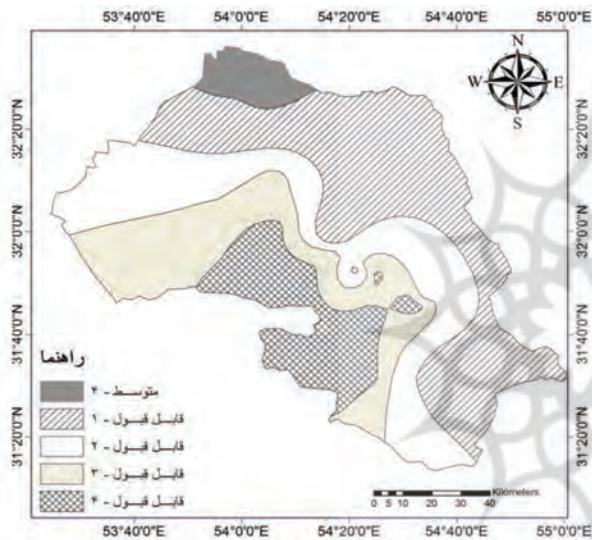 53°40'0"E 54°0'0"E 54°20'0"E 54°40'0"E 55°0'0"E
N
W E
S
32°20'0"N 32°20'0"N
32°0'0"N 32°0'0"N
31°40'0"N 31°40'0"N
31°20'0"N 31°20'0"N
راهنما
متوسط - ۴
قابل قبول - ۱
قابل قبول - ۲
قابل قبول - ۳
قابل قبول - ۴
Kilometers
0 5 10 20 30 40
53°40'0"E 54°0'0"E 54°20'0"E 54°40'0"E 55°0'0"E